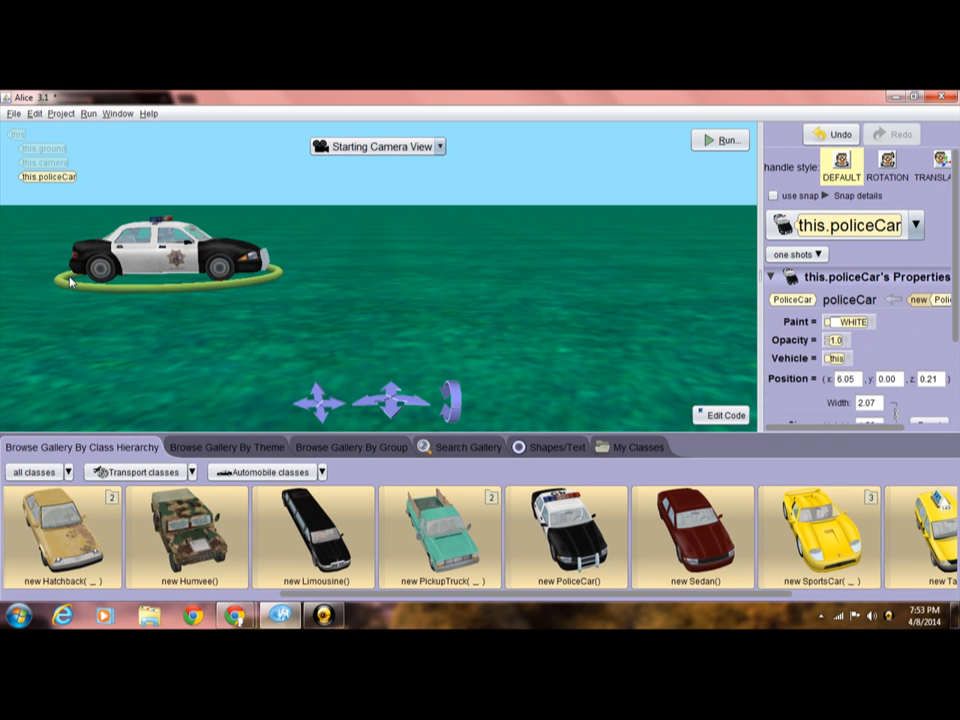 Alice 3.1 *
File Edit Project Run Window Help
this
this.ground
this.camera
this.policeCar
Starting Camera View
Run...
Undo
Redo
handle style:
DEFAULT
ROTATION
TRANSLA
use snap
Snap details
this.policeCar
one shots
this.policeCar's Properties
PoliceCar policeCar new Poli
Paint = WHITE
Opacity = 1.0
Vehicle = this
Position = (x: 6.05 , y: 0.00 , z: 0.21 )
Width: 2.07
Edit Code
Browse Gallery By Class Hierarchy Browse Gallery By Theme Browse Gallery By Group Search Gallery Shapes/Text My Classes
all classes Transport classes Automobile classes
2
2
3
new Hatchback( _ ) new Humvee() new Limousine() new PickupTruck( _ ) new PoliceCar() new Sedan() new SportsCar( _ ) new Ta
7:53 PM
4/8/2014